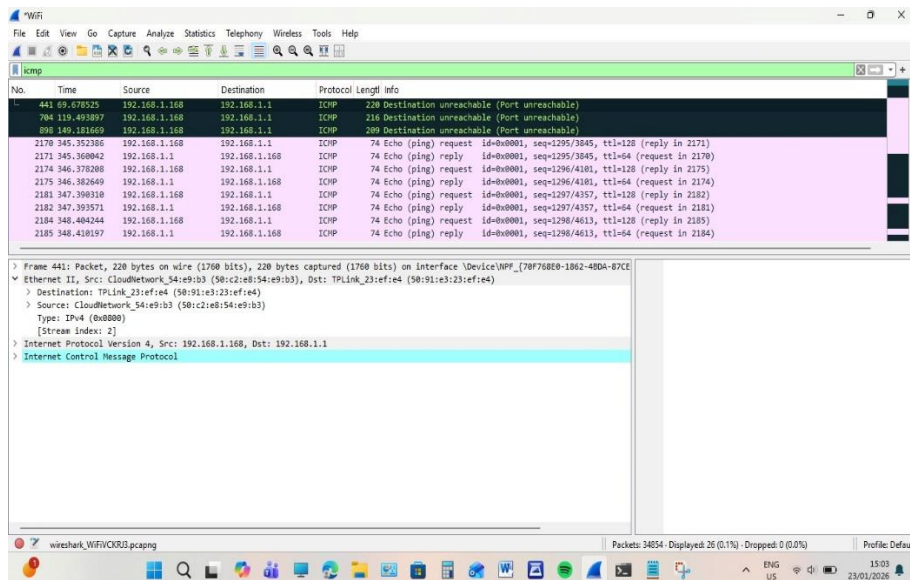 *WiFi
File Edit View Go Capture Analyze Statistics Telephony Wireless Tools Help
icmp
No. Time Source Destination Protocol Lengtl Info
441 69.678525 192.168.1.168 192.168.1.1 ICMP 220 Destination unreachable (Port unreachable)
704 119.493897 192.168.1.168 192.168.1.1 ICMP 216 Destination unreachable (Port unreachable)
898 149.181669 192.168.1.168 192.168.1.1 ICMP 209 Destination unreachable (Port unreachable)
2170 345.352386 192.168.1.168 192.168.1.1 ICMP 74 Echo (ping) request id=0x0001, seq=1295/3845, ttl=128 (reply in 2171)
2171 345.360042 192.168.1.1 192.168.1.168 ICMP 74 Echo (ping) reply id=0x0001, seq=1295/3845, ttl=64 (request in 2170)
2174 346.378208 192.168.1.168 192.168.1.1 ICMP 74 Echo (ping) request id=0x0001, seq=1296/4101, ttl=128 (reply in 2175)
2175 346.382649 192.168.1.1 192.168.1.168 ICMP 74 Echo (ping) reply id=0x0001, seq=1296/4101, ttl=64 (request in 2174)
2181 347.390310 192.168.1.168 192.168.1.1 ICMP 74 Echo (ping) request id=0x0001, seq=1297/4357, ttl=128 (reply in 2182)
2182 347.393571 192.168.1.1 192.168.1.168 ICMP 74 Echo (ping) reply id=0x0001, seq=1297/4357, ttl=64 (request in 2181)
2184 348.404244 192.168.1.168 192.168.1.1 ICMP 74 Echo (ping) request id=0x0001, seq=1298/4613, ttl=128 (reply in 2185)
2185 348.410197 192.168.1.1 192.168.1.168 ICMP 74 Echo (ping) reply id=0x0001, seq=1298/4613, ttl=64 (request in 2184)
Frame 441: Packet, 220 bytes on wire (1760 bits), 220 bytes captured (1760 bits) on interface \Device\NPF_{70F768E0-1862-4BDA-87CE
Ethernet II, Src: CloudNetwork_54:e9:b3 (50:c2:e8:54:e9:b3), Dst: TPLink_23:ef:e4 (50:91:e3:23:ef:e4)
Destination: TPLink_23:ef:e4 (50:91:e3:23:ef:e4)
Source: CloudNetwork_54:e9:b3 (50:c2:e8:54:e9:b3)
Type: IPv4 (0x0800)
[Stream index: 2]
Internet Protocol Version 4, Src: 192.168.1.168, Dst: 192.168.1.1
Internet Control Message Protocol
wireshark_WiFiVCKRJ3.pcapng Packets: 34854 · Displayed: 26 (0.1%) · Dropped: 0 (0.0%) Profile: Defau
ENG 15:03
US 23/01/2026